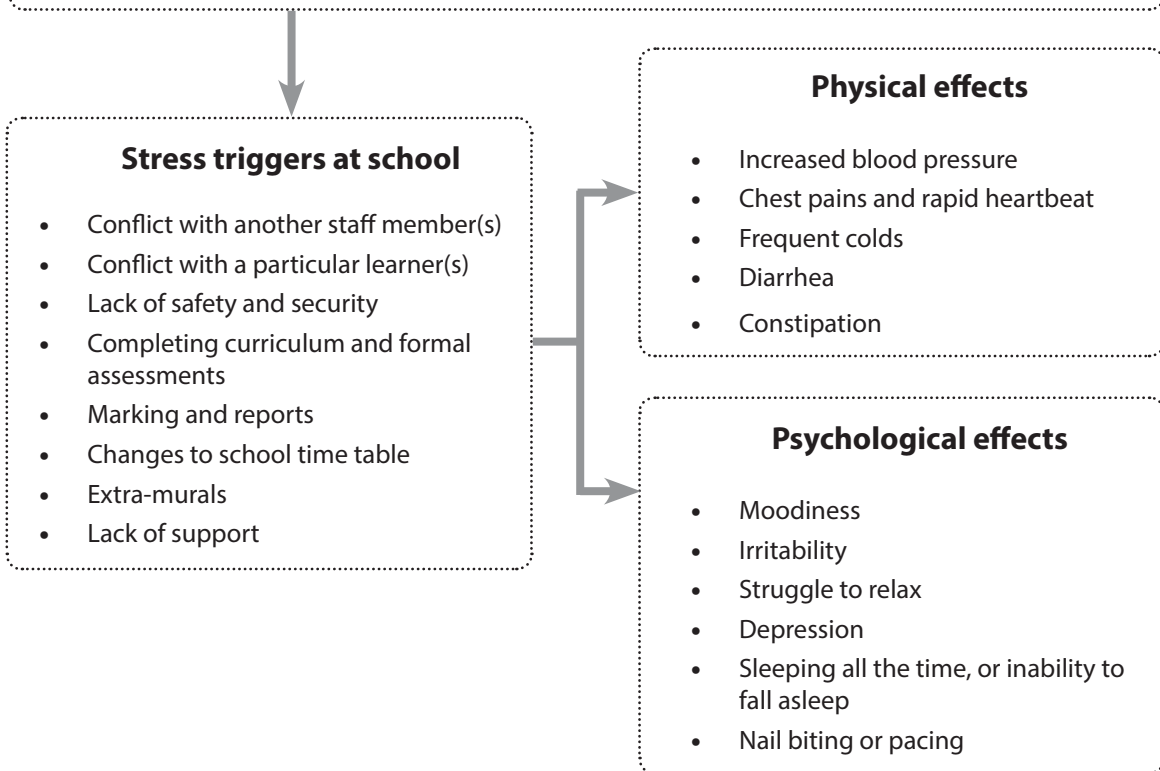 Stress triggers at school
• Conflict with another staff member(s)
• Conflict with a particular learner(s)
• Lack of safety and security
• Completing curriculum and formal
assessments
• Marking and reports
• Changes to school time table
• Extra-murals
• Lack of support
Physical effects
• Increased blood pressure
• Chest pains and rapid heartbeat
• Frequent colds
• Diarrhea
• Constipation
Psychological effects
• Moodiness
• Irritability
• Struggle to relax
• Depression
• Sleeping all the time, or inability to
fall asleep
• Nail biting or pacing